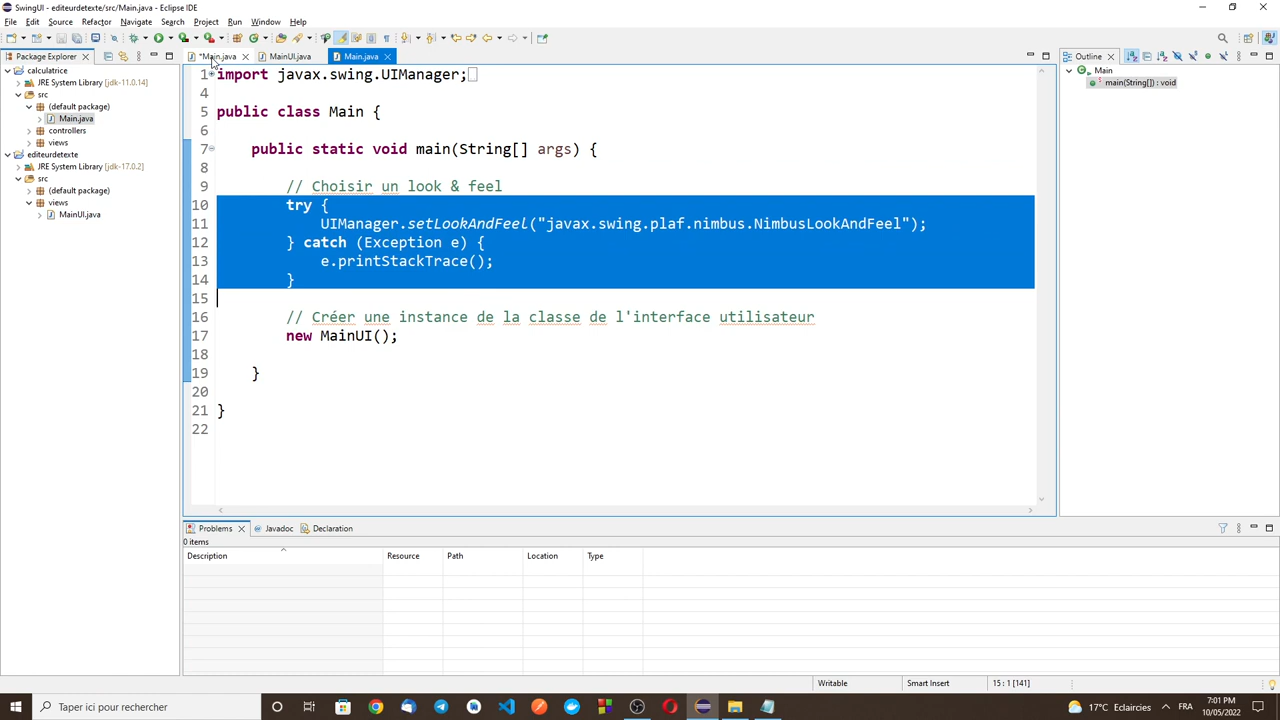 SwingUI - editeurdetexte/src/Main.java - Eclipse IDE
File Edit Source Refactor Navigate Search Project Run Window Help
Package Explorer
*Main.java
MainUI.java
Main.java
calculatrice
JRE System Library [jdk-11.0.14]
src
(default package)
Main.java
controllers
views
editeurdetexte
JRE System Library [jdk-17.0.2]
src
(default package)
views
MainUI.java
1 import javax.swing.UIManager;
4
5 public class Main {
6
7 public static void main(String[] args) {
8
9 // Choisir un look & feel
10 try {
11 UIManager.setLookAndFeel("javax.swing.plaf.nimbus.NimbusLookAndFeel");
12 } catch (Exception e) {
13 e.printStackTrace();
14 }
15
16 // Créer une instance de la classe de l'interface utilisateur
17 new MainUI();
18
19 }
20
21 }
22
Outline
Main
main(String[]) : void
Problems
Javadoc
Declaration
0 items
Description Resource Path Location Type
Writable Smart Insert 15 : 1 [141]
Taper ici pour rechercher
17°C Eclaircies
FRA
7:01 PM
10/05/2022